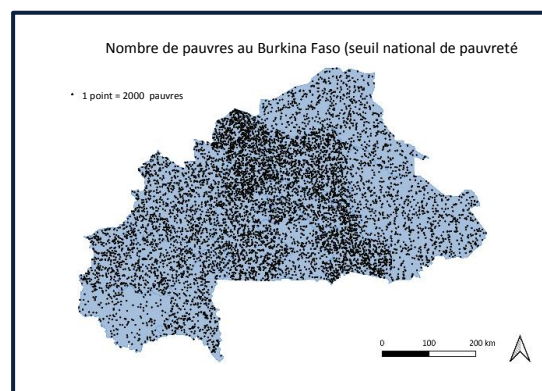 Nombre de pauvres au Burkina Faso (seuil national de pauvreté
1 point = 2000 pauvres
0 100 200 km